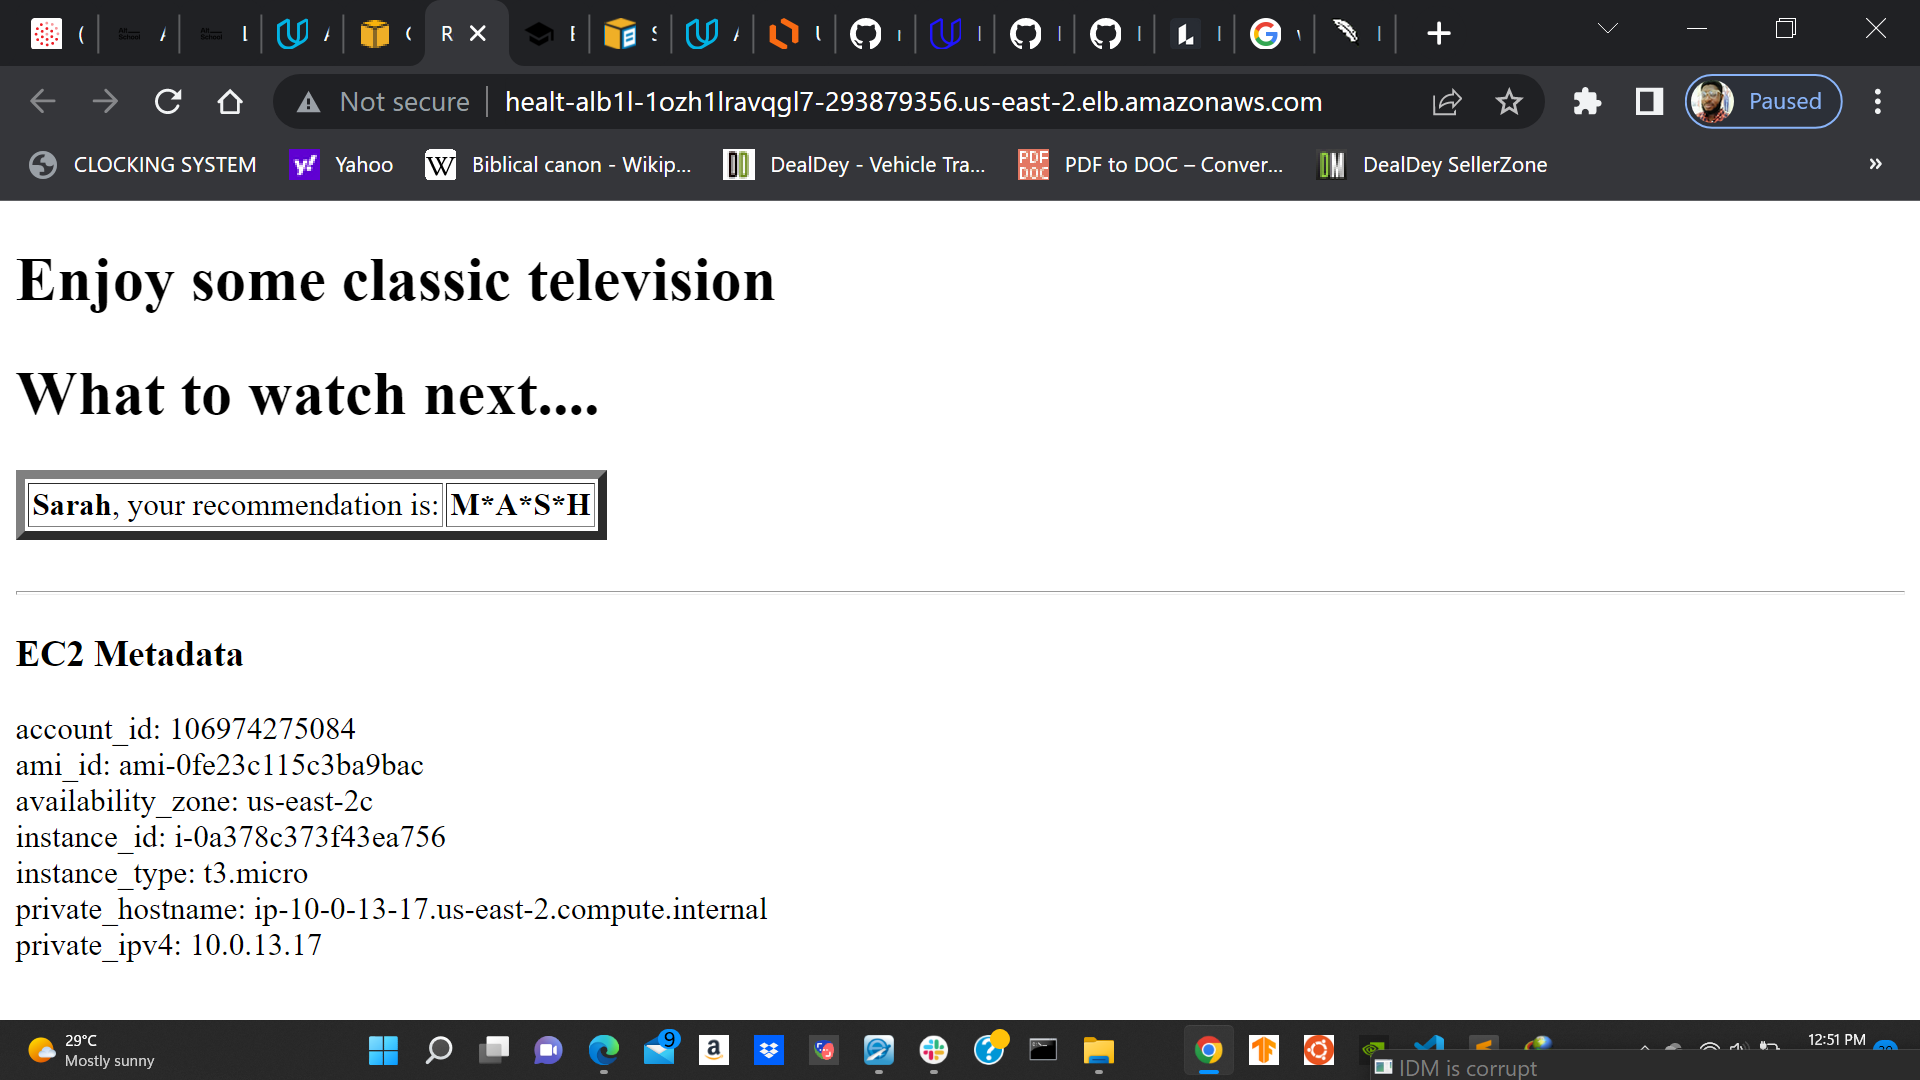 R
Not secure
healt-alb1l-1ozh1lravqgl7-293879356.us-east-2.elb.amazonaws.com
Paused
CLOCKING SYSTEM
Yahoo
Biblical canon - Wikip...
DealDey - Vehicle Tra...
PDF to DOC – Conver...
DealDey SellerZone
»
Enjoy some classic television
What to watch next....
Sarah, your recommendation is: M*A*S*H
EC2 Metadata
account_id: 106974275084
ami_id: ami-0fe23c115c3ba9bac
availability_zone: us-east-2c
instance_id: i-0a378c373f43ea756
instance_type: t3.micro
private_hostname: ip-10-0-13-17.us-east-2.compute.internal
private_ipv4: 10.0.13.17
29°C
Mostly sunny
9
12:51 PM
IDM is corrupt